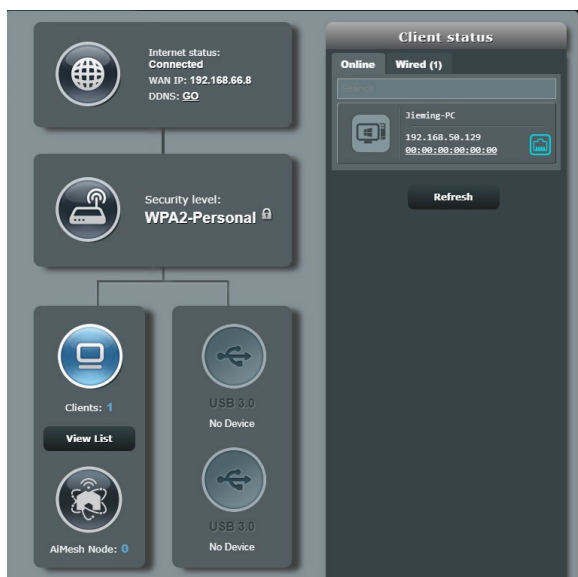 Internet status:
Connected
WAN IP: 192.168.66.8
DDNS: GO
Security level:
WPA2-Personal
Clients: 1
View List
AiMesh Node: 0
USB 3.0
No Device
USB 3.0
No Device
Client status
Online Wired (1)
Search
Jieming-PC
192.168.50.129
00:00:00:00:00:00
Refresh